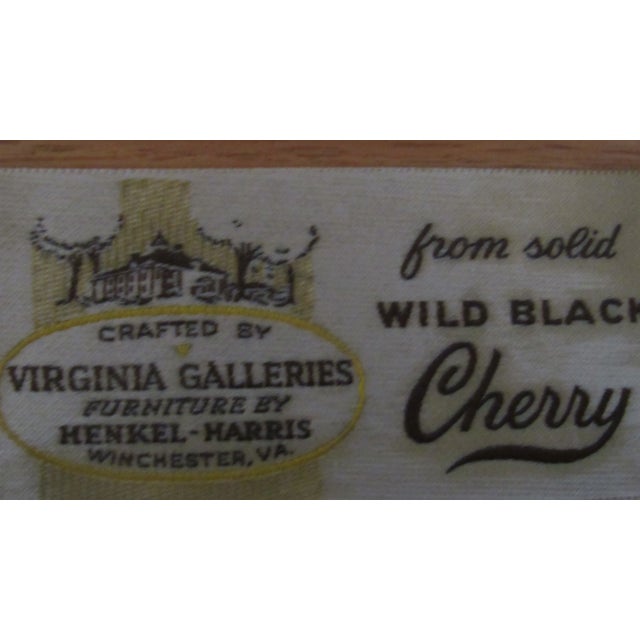 CRAFTED BY
VIRGINIA GALLERIES
FURNITURE BY
HENKEL-HARRIS
WINCHESTER, VA.
from solid
WILD BLACK
Cherry